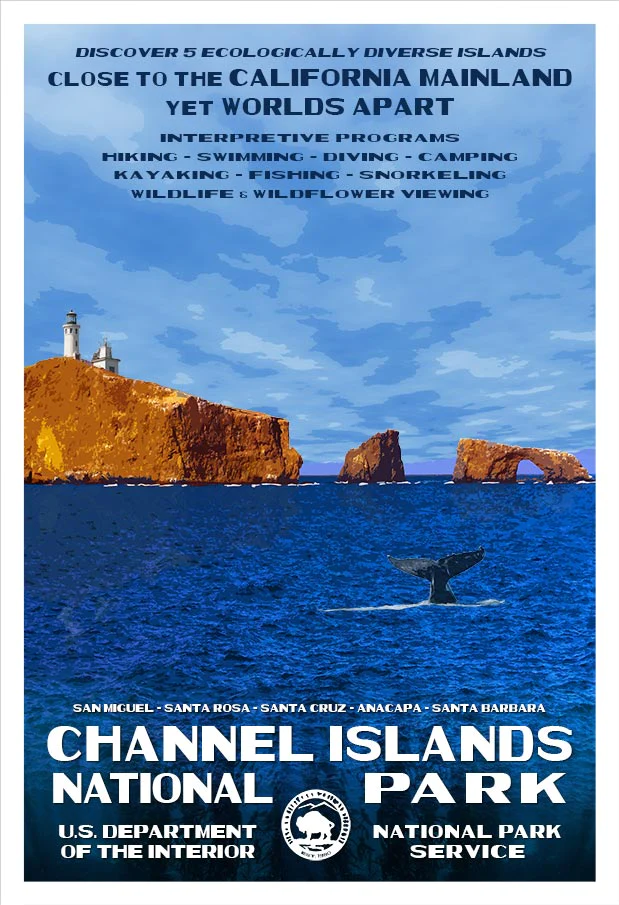 DISCOVER 5 ECOLOGICALLY DIVERSE ISLANDS
CLOSE TO THE CALIFORNIA MAINLAND
YET WORLDS APART
INTERPRETIVE PROGRAMS
HIKING - SWIMMING - DIVING - CAMPING
KAYAKING - FISHING - SNORKELING
WILDLIFE & WILDFLOWER VIEWING
SAN MIGUEL - SANTA ROSA - SANTA CRUZ - ANACAPA - SANTA BARBARA
CHANNEL ISLANDS
NATIONAL PARK
U.S. DEPARTMENT
OF THE INTERIOR
NATIONAL PARK
SERVICE